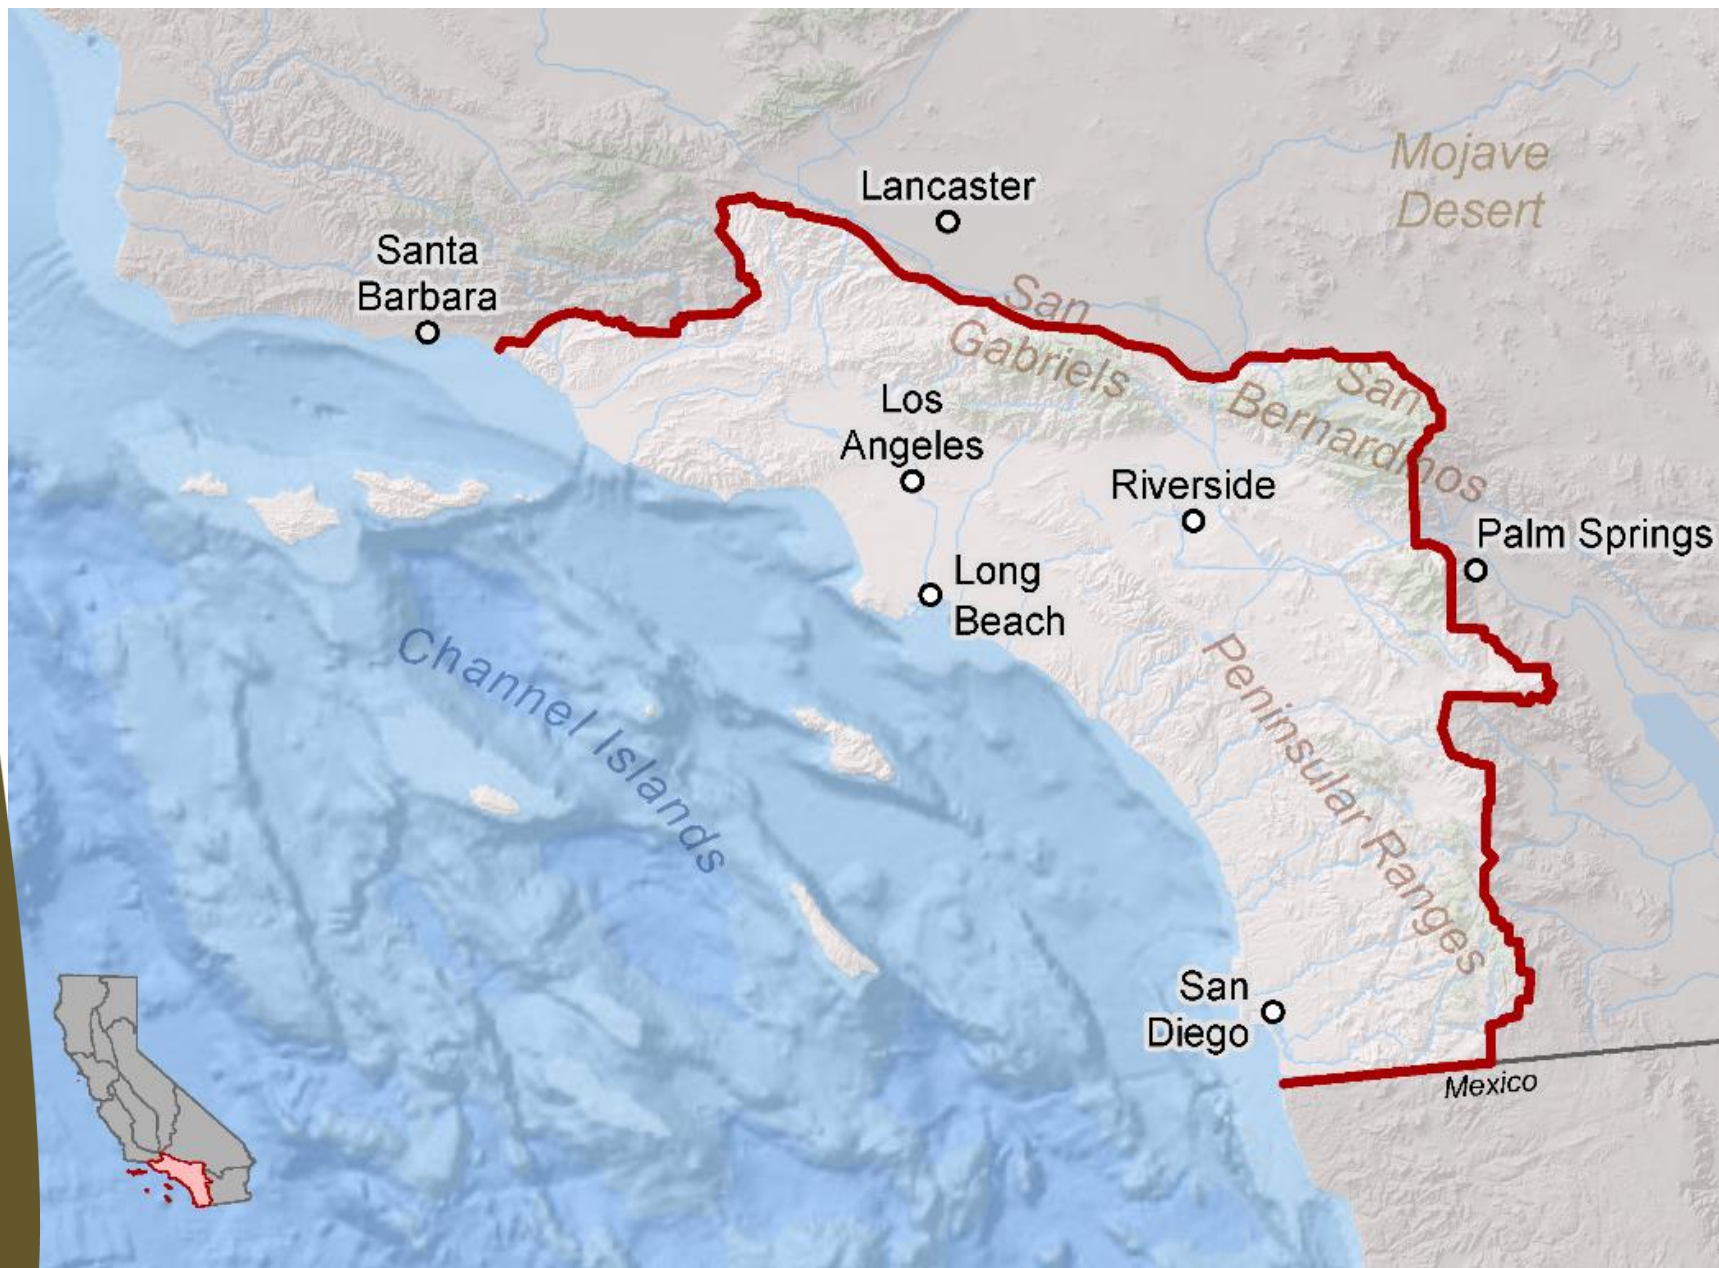 Mojave
Desert
Lancaster
Santa
Barbara
San
Gabriels
San
Bernardinos
Los
Angeles
Riverside
Palm Springs
Long
Beach
Channel Islands
Peninsular Ranges
San
Diego
Mexico